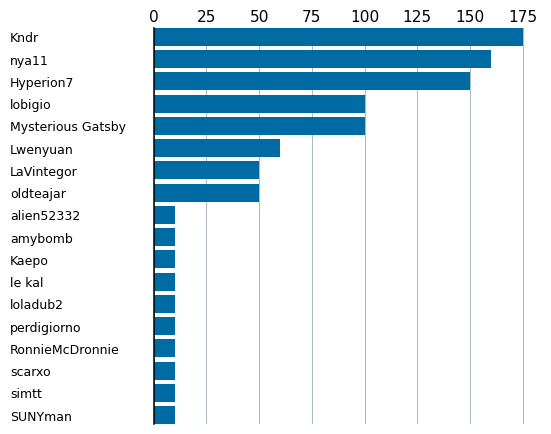 0 25 50 75 100 125 150 175
Kndr
nya11
Hyperion7
lobigio
Mysterious Gatsby
Lwenyuan
LaVintegor
oldteajar
alien52332
amybomb
Kaepo
le kal
loladub2
perdigiorno
RonnieMcDronnie
scarxo
simtt
SUNYman